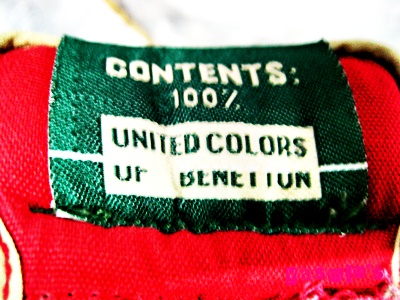 CONTENTS:
100%
UNITED COLORS
OF BENETTON